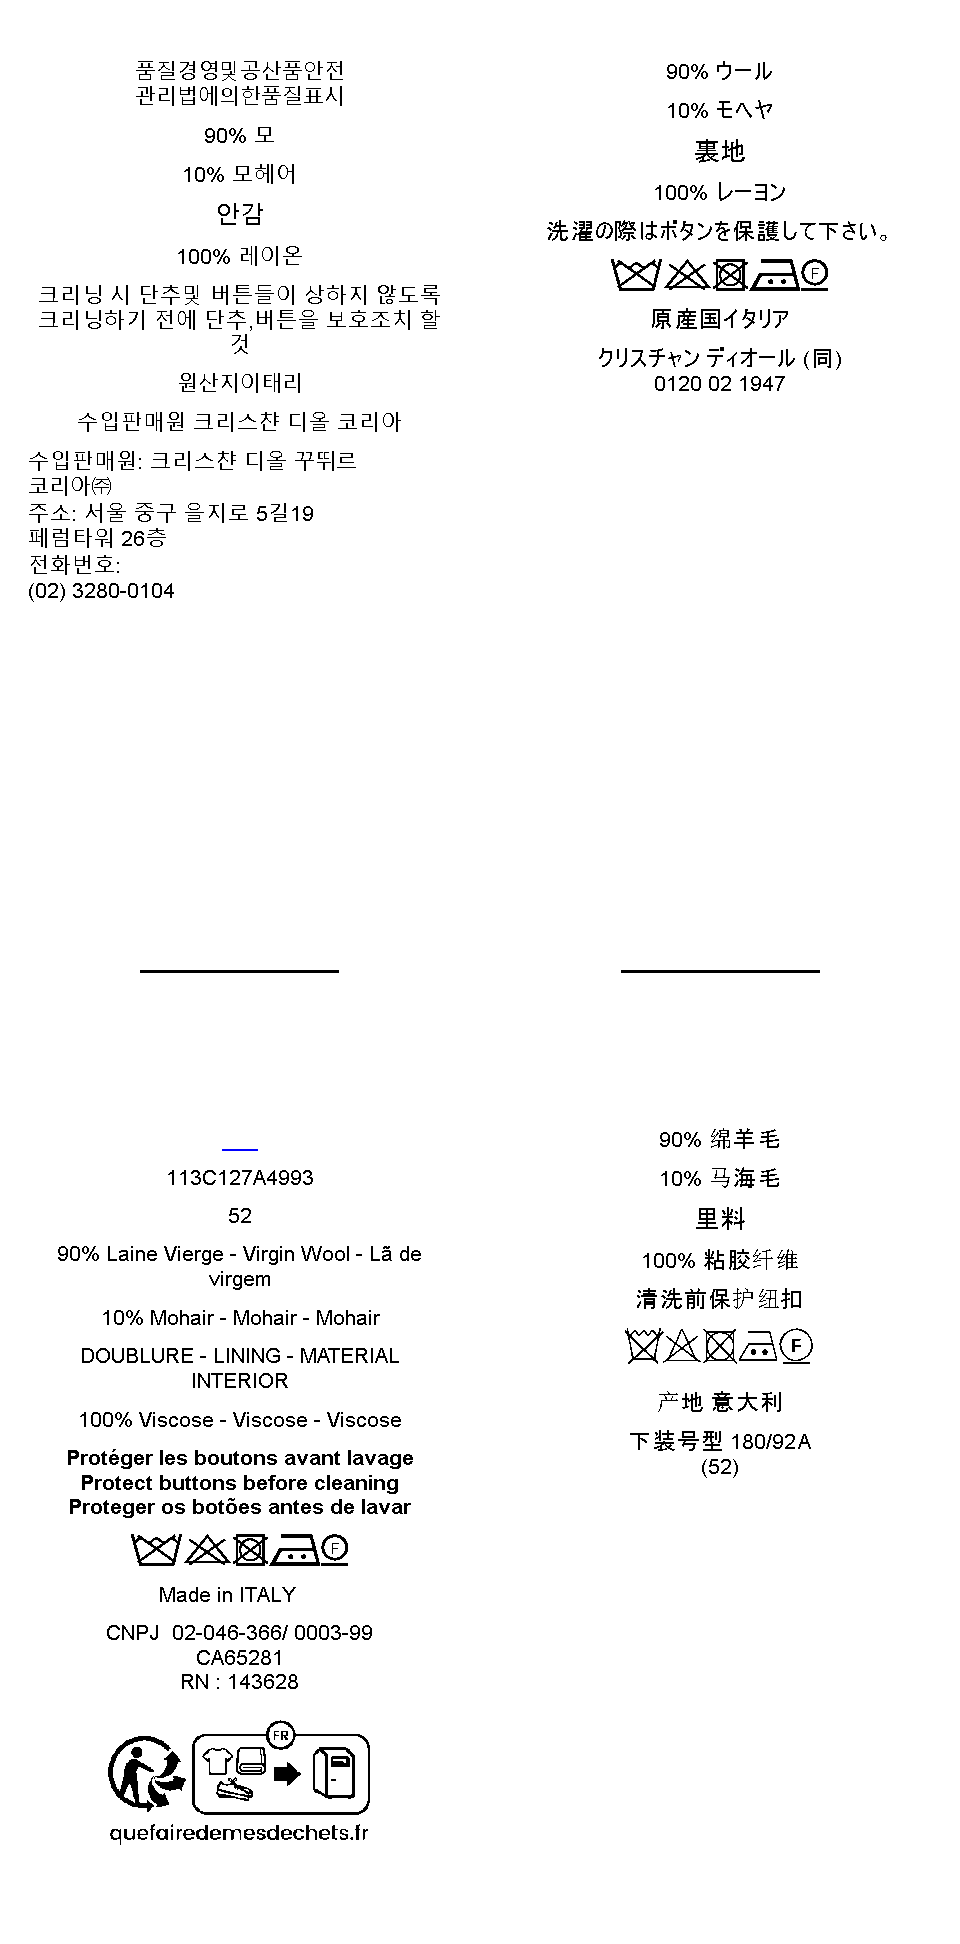 품질경영및공산품안전
관리법에의한품질표시
90% 모
10% 모헤어
안감
100% 레이온
크리닝 시 단추및 버튼들이 상하지 않도록
크리닝하기 전에 단추,버튼을 보호조치 할
것
원산지이태리
수입판매원 크리스챤 디올 코리아
수입판매원: 크리스챤 디올 꾸뛰르
코리아㈜
주소: 서울 중구 을지로 5길19
페럼타워 26층
전화번호:
(02) 3280-0104
90% ウール
10% モヘヤ
裏地
100% レーヨン
洗濯の際はボタンを保護して下さい。
F
原産国イタリア
クリスチャン ディオール (同)
0120 02 1947
113C127A4993
52
90% Laine Vierge - Virgin Wool - Lã de
virgem
10% Mohair - Mohair - Mohair
DOUBLURE - LINING - MATERIAL
INTERIOR
100% Viscose - Viscose - Viscose
Protéger les boutons avant lavage
Protect buttons before cleaning
Proteger os botões antes de lavar
F
Made in ITALY
CNPJ  02-046-366/ 0003-99
CA65281
RN : 143628
FR
quefairedemesdechets.fr
90% 绵羊毛
10% 马海毛
里料
100% 粘胶纤维
清洗前保护纽扣
F
产地 意大利
下装号型 180/92A
(52)